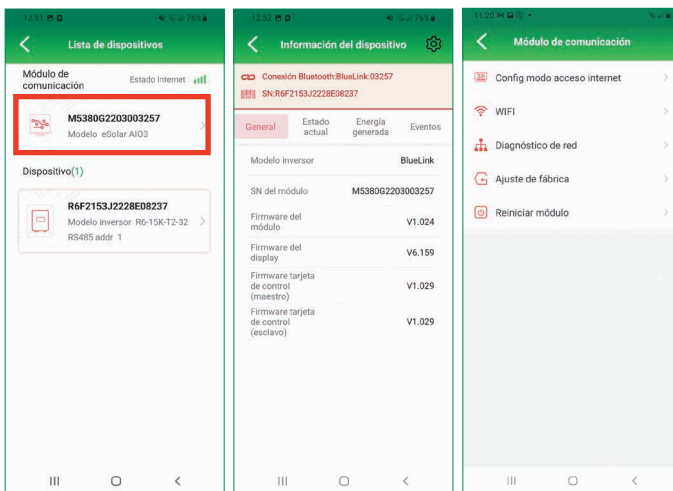 12:51
76%
Lista de dispositivos
Módulo de comunicación
Estado Internet
M5380G2203003257
Modelo eSolar AIO3
Dispositivo(1)
R6F2153J2228E08237
Modelo inversor R6-15K-T2-32
RS485 addr 1
12:52
76%
Información del dispositivo
Conexión Bluetooth:BlueLink:03257
SN:R6F2153J2228E08237
General
Estado actual
Energía generada
Eventos
Modelo inversor
BlueLink
SN del módulo
M5380G2203003257
Firmware del módulo
V1.024
Firmware del display
V6.159
Firmware tarjeta de control (maestro)
V1.029
Firmware tarjeta de control (esclavo)
V1.029
11:20
Módulo de comunicación
Config modo acceso internet
WIFI
Diagnóstico de red
Ajuste de fábrica
Reiniciar módulo